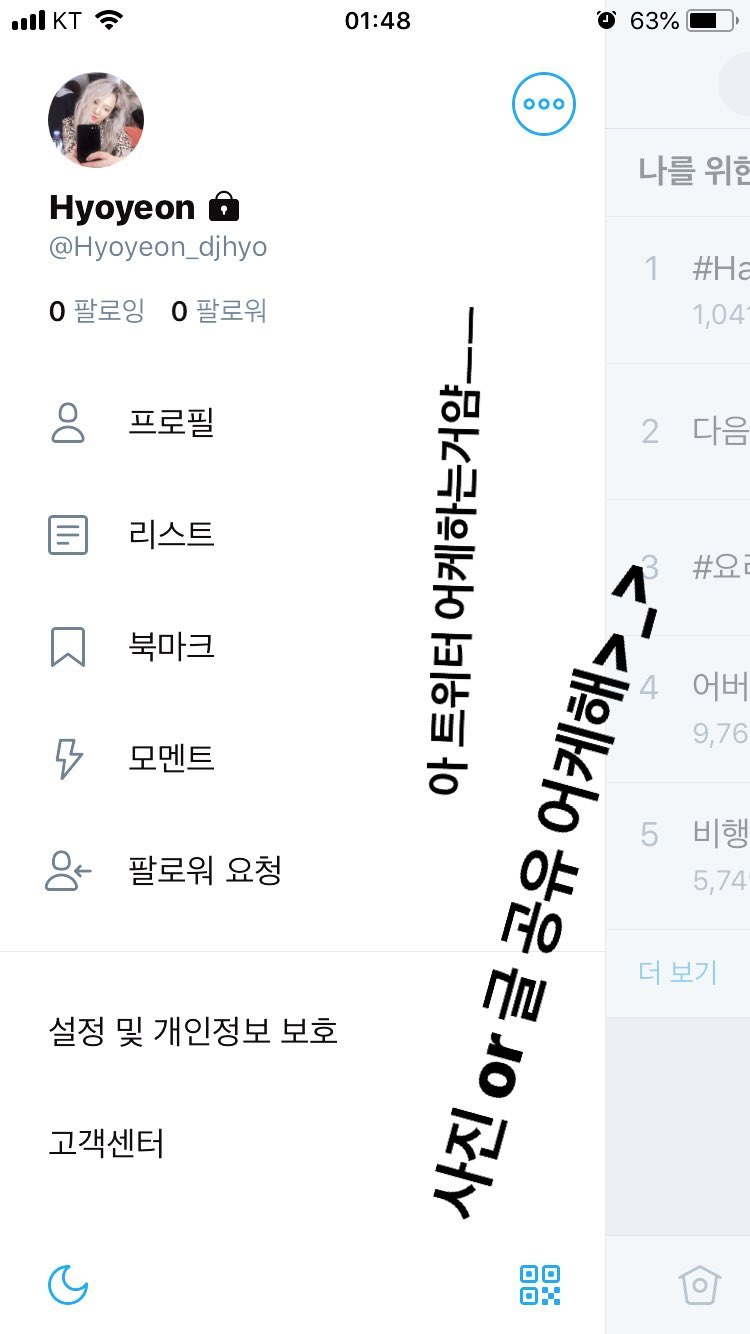 KT 01:48 63%
Hyoyeon
@Hyoyeon_djhyo
0 팔로잉 0 팔로워
프로필
리스트
북마크
모멘트
팔로워 요청
설정 및 개인정보 보호
고객센터
아 트위터 어케하는거얌ㅡㅡ
사진 or 글 공유 어케해>_<
나를 위한
1 #Ha
1,041
2 다음
3 #요리
4 어버
9,76
5 비행
5,74
더 보기